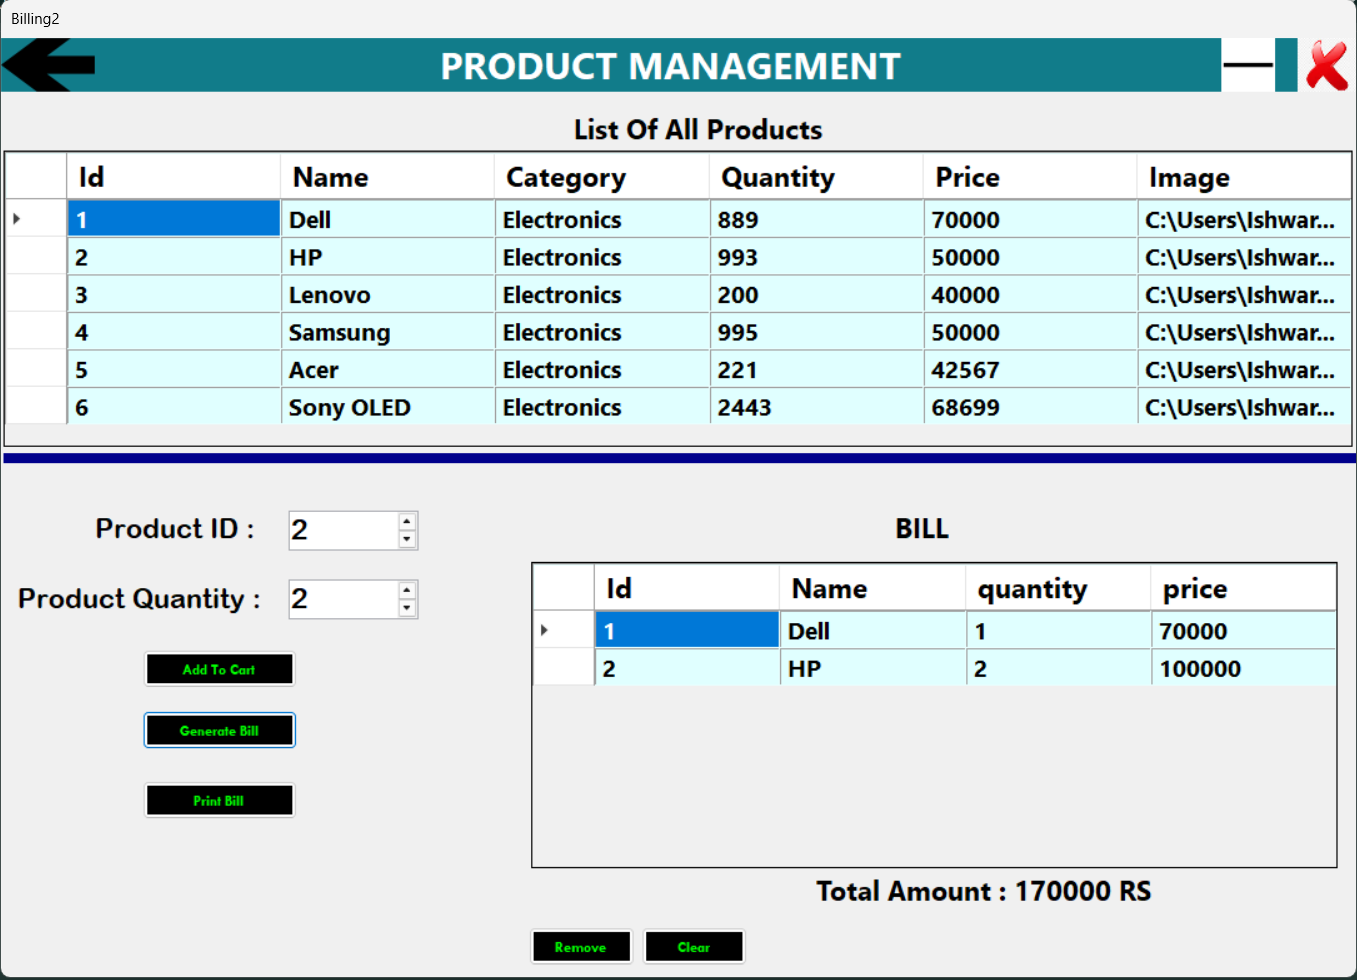 Billing2
PRODUCT MANAGEMENT
List Of All Products
Id Name Category Quantity Price Image
1 Dell Electronics 889 70000 C:\Users\Ishwar...
2 HP Electronics 993 50000 C:\Users\Ishwar...
3 Lenovo Electronics 200 40000 C:\Users\Ishwar...
4 Samsung Electronics 995 50000 C:\Users\Ishwar...
5 Acer Electronics 221 42567 C:\Users\Ishwar...
6 Sony OLED Electronics 2443 68699 C:\Users\Ishwar...
Product ID : 2
Product Quantity : 2
Add To Cart
Generate Bill
Print Bill
BILL
Id Name quantity price
1 Dell 1 70000
2 HP 2 100000
Total Amount : 170000 RS
Remove Clear